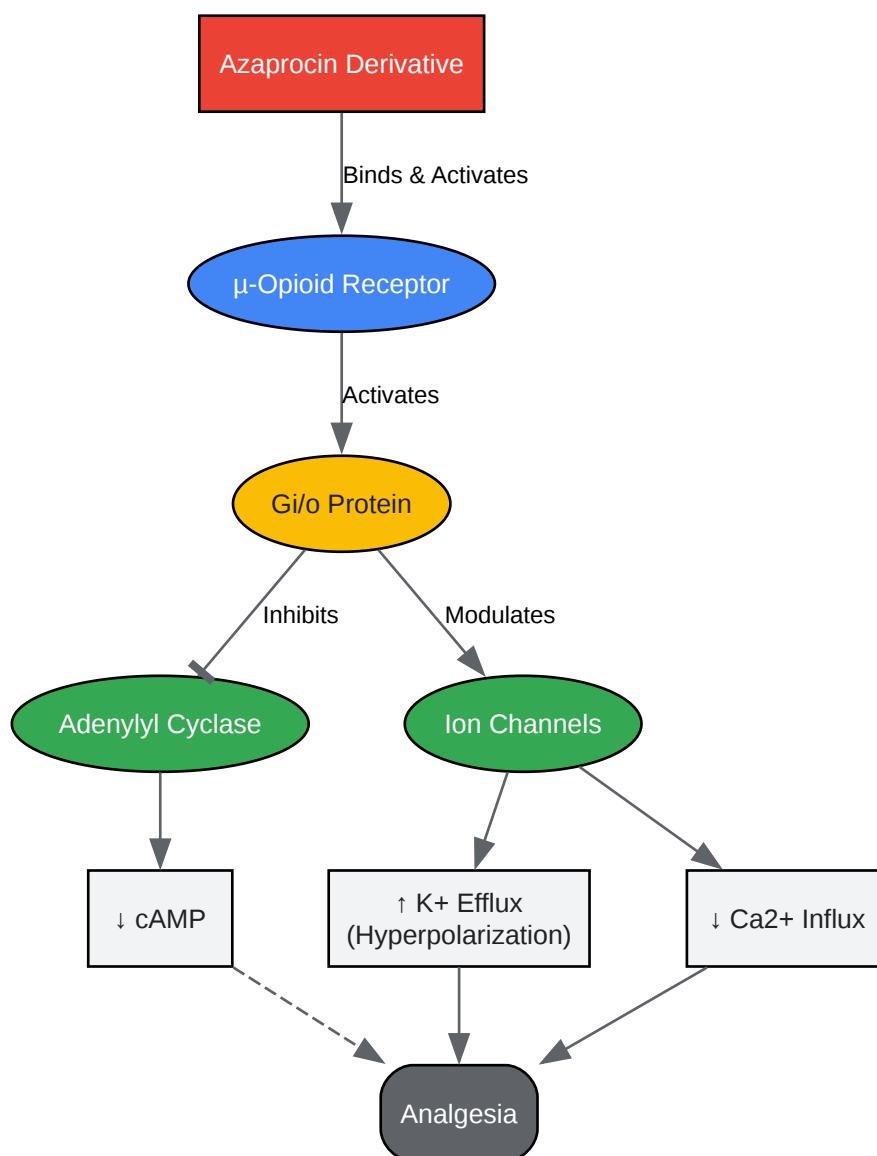 Azaprocin Derivative
Binds & Activates
µ-Opioid Receptor
Activates
Gi/o Protein
Inhibits
Modulates
Adenylyl Cyclase
Ion Channels
↓ cAMP
↑ K+ Efflux
(Hyperpolarization)
↓ Ca2+ Influx
Analgesia